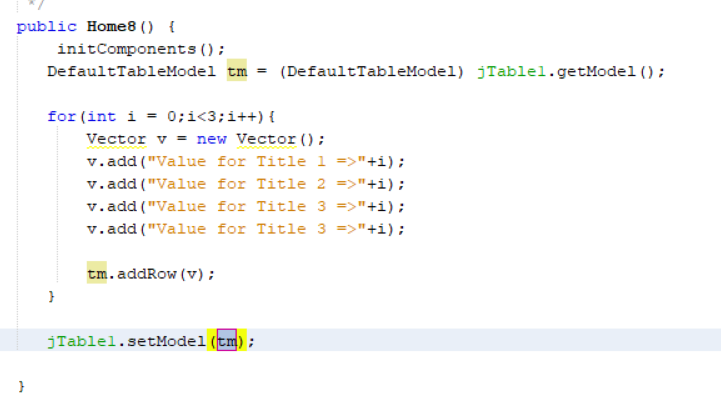 */
public Home8() {
initComponents();
DefaultTableModel tm = (DefaultTableModel) jTable1.getModel();
for(int i = 0;i<3;i++){
Vector v = new Vector();
v.add("Value for Title 1 =>"+i);
v.add("Value for Title 2 =>"+i);
v.add("Value for Title 3 =>"+i);
v.add("Value for Title 3 =>"+i);
tm.addRow(v);
}
jTable1.setModel(tm);
}